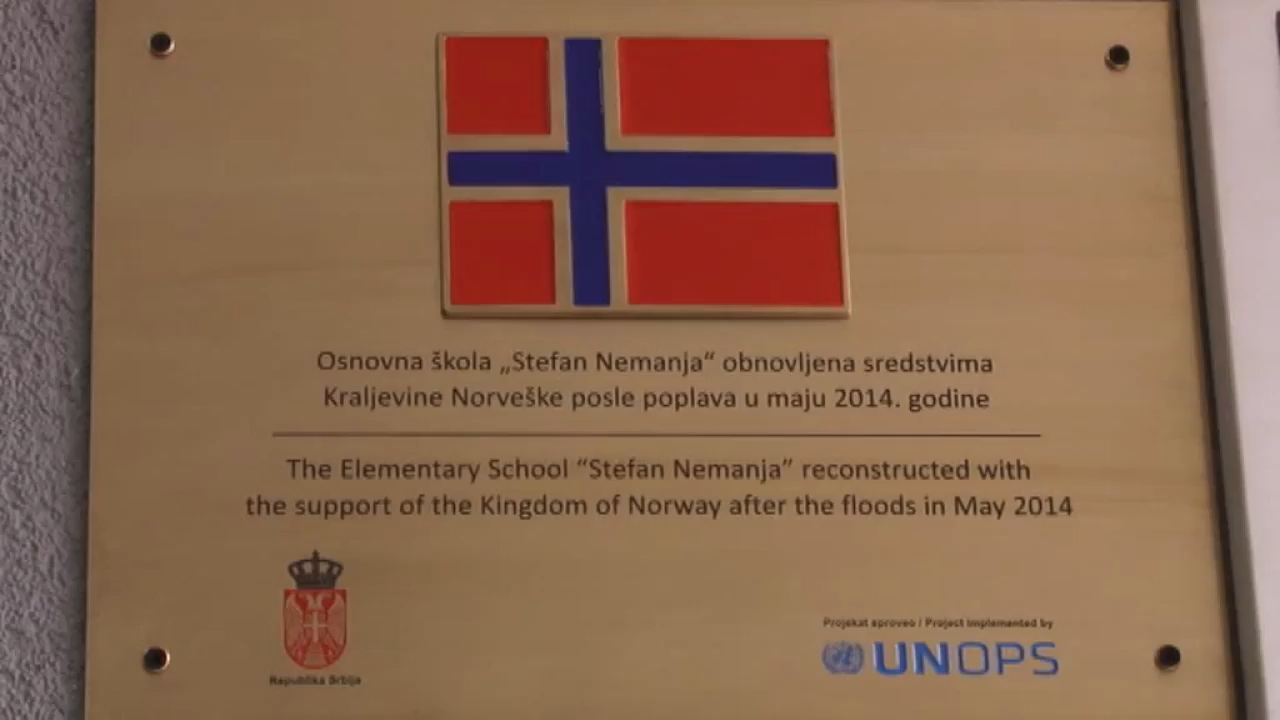 Osnovna škola „Stefan Nemanja“ obnovljena sredstvima
Kraljevine Norveške posle poplava u maju 2014. godine
The Elementary School “Stefan Nemanja” reconstructed with
the support of the Kingdom of Norway after the floods in May 2014
Republika Srbija
Projekat sproveo / Project implemented by
UNOPS